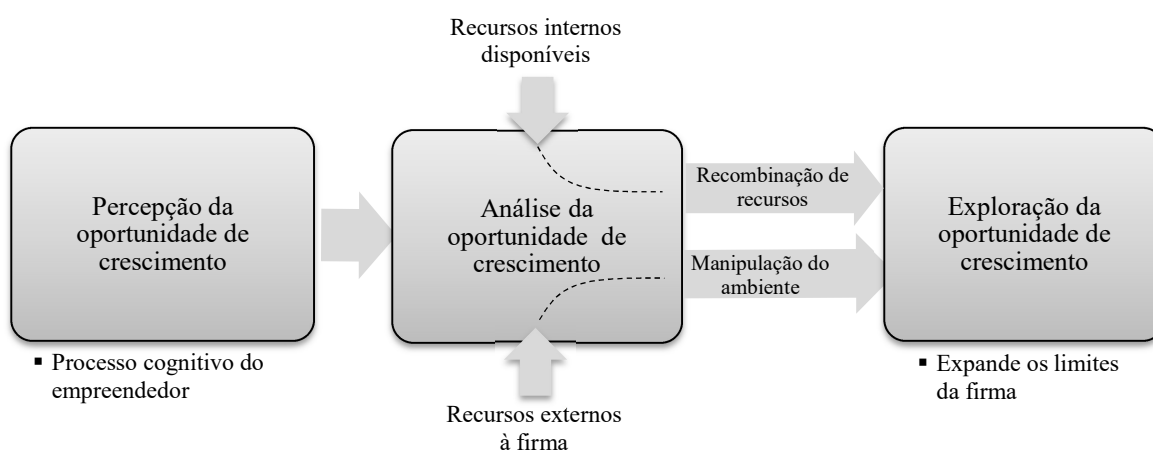 Recursos internos
disponíveis
Percepção da
oportunidade de
crescimento
Análise da
oportunidade de
crescimento
Recombinação de
recursos
Manipulação do
ambiente
Exploração da
oportunidade de
crescimento
▪ Processo cognitivo do
empreendedor
▪ Expande os limites
da firma
Recursos externos
à firma